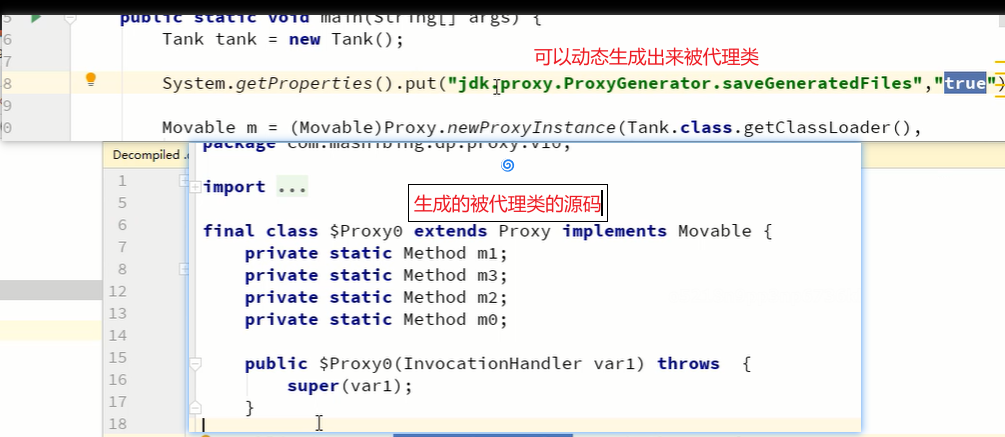 5 public static void main(String[] args) {
6 Tank tank = new Tank();
7 可以动态生成出来被代理类
8 System.getProperties().put("jdk.proxy.ProxyGenerator.saveGeneratedFiles","true")
9
0 Movable m = (Movable)Proxy.newProxyInstance(Tank.class.getClassLoader(),
Decompiled .c
package com.mashibing.dp.proxy.v10;
1
import ...
5
生成的被代理类的源码
6 final class $Proxy0 extends Proxy implements Movable {
7 private static Method m1;
8 private static Method m3;
12 private static Method m2;
13 private static Method m0;
14
15 public $Proxy0(InvocationHandler var1) throws {
16 super(var1);
17 }
18